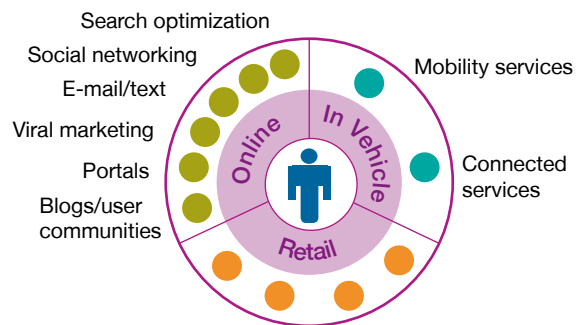 Search optimization
Social networking
E-mail/text
Viral marketing
Portals
Blogs/user
communities
Mobility services
Connected
services
Online
In Vehicle
Retail